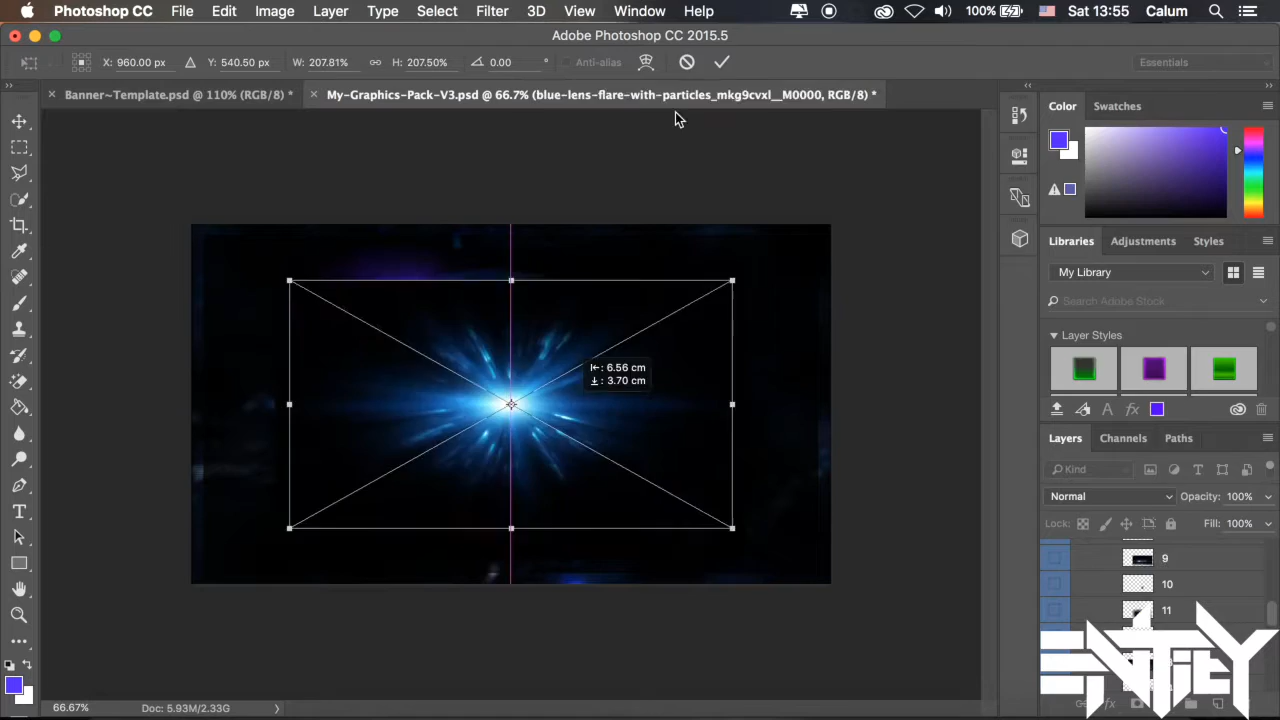 Photoshop CC File Edit Image Layer Type Select Filter 3D View Window Help 100% Sat 13:55 Calum
Adobe Photoshop CC 2015.5
X: 960.00 px Y: 540.50 px W: 207.81% H: 207.50% 0.00 ° Anti-alias Essentials
Banner~Template.psd @ 110% (RGB/8) * My-Graphics-Pack-V3.psd @ 66.7% (blue-lens-flare-with-particles_mkg9cvxl__M0000, RGB/8) *
Color Swatches
Libraries Adjustments Styles
My Library
Search Adobe Stock
Layer Styles
: 6.56 cm
: 3.70 cm
Layers Channels Paths
Kind
Normal Opacity: 100%
Lock: Fill: 100%
9
10
11
ENTITY
66.67% Doc: 5.93M/2.33G